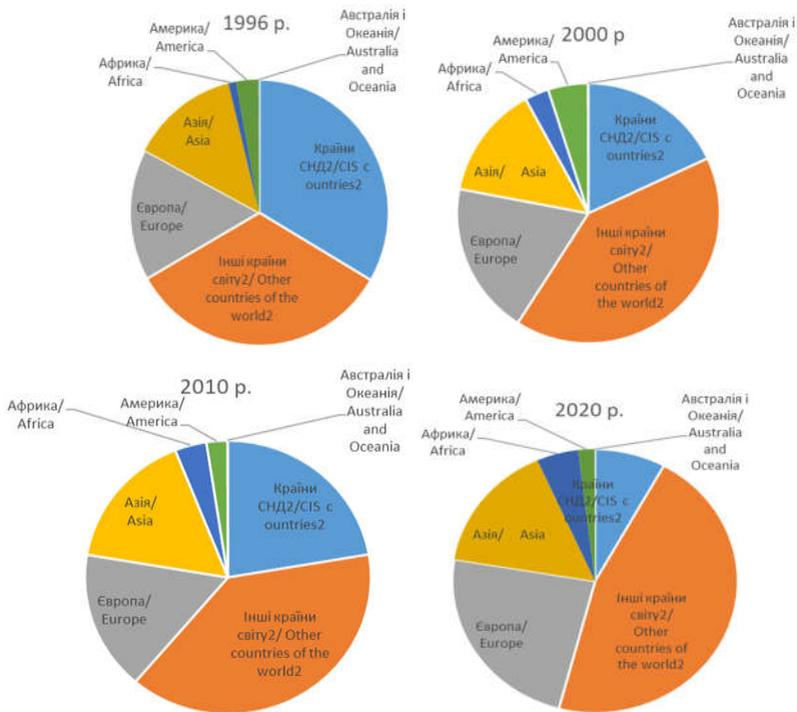 1996 р.
Америка/
America
Африка/
Africa
Австралія і
Океанія/
Australia
and
Oceania
Азія/
Asia
Країни
СНД2/CIS c
ountries2
Європа/
Europe
Інші країни
світу2/ Other
countries of the
world2
2000 р
Америка/
America
Африка/
Africa
Австралія і
Океанія/
Australia
and
Oceania
Країни
СНД2/CIS c
ountries2
Азія/ Asia
Європа/
Europe
Інші країни
світу2/
Other
countries of
the world2
2010 р.
Африка/
Africa
Америка/
America
Австралія і
Океанія/
Australia
and
Oceania
Країни
СНД2/CIS c
ountries2
Азія/
Asia
Європа/
Europe
Інші країни
світу2/ Other
countries of the
world2
2020 р.
Америка/
America
Африка/
Africa
Австралія і
Океанія/
Australia
and
Oceania
Країни
СНД2/CIS c
ountries2
Азія/ Asia
Європа/
Europe
Інші країни
світу2/
Other
countries of
the world2